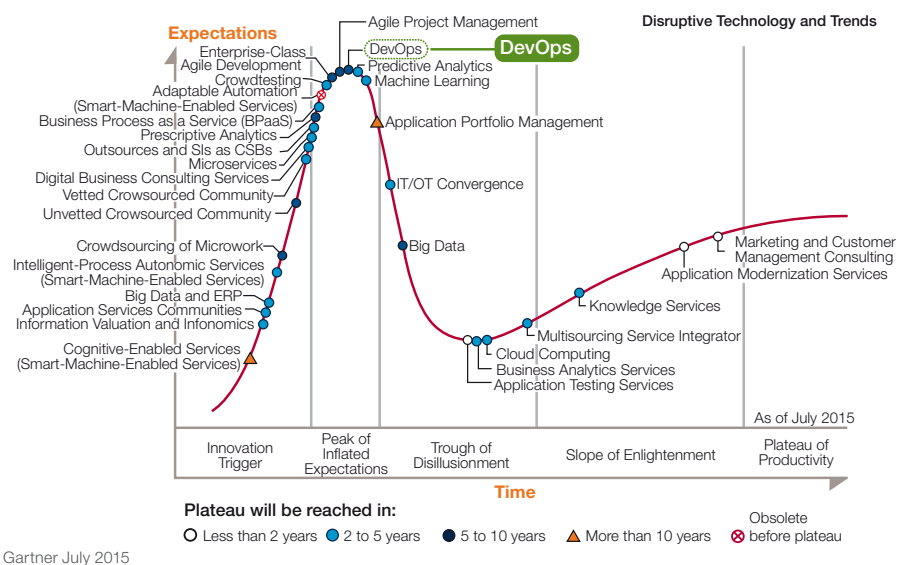 Disruptive Technology and Trends
Expectations
Agile Project Management
DevOps
DevOps
Enterprise-Class
Agile Development
Predictive Analytics
Crowdtesting
Machine Learning
Adaptable Automation
(Smart-Machine-Enabled Services)
Business Process as a Service (BPaaS)
Application Portfolio Management
Prescriptive Analytics
Outsources and SIs as CSBs
Microservices
Digital Business Consulting Services
IT/OT Convergence
Vetted Crowsourced Community
Unvetted Crowsourced Community
Crowdsourcing of Microwork
Big Data
Marketing and Customer
Management Consulting
Intelligent-Process Autonomic Services
(Smart-Machine-Enabled Services)
Application Modernization Services
Big Data and ERP
Application Services Communities
Information Valuation and Infonomics
Knowledge Services
Multisourcing Service Integrator
Cognitive-Enabled Services
(Smart-Machine-Enabled Services)
Cloud Computing
Business Analytics Services
Application Testing Services
As of July 2015
Innovation
Trigger
Peak of
Inflated
Expectations
Trough of
Disillusionment
Slope of Enlightenment
Plateau of
Productivity
Time
Plateau will be reached in:
Less than 2 years
2 to 5 years
5 to 10 years
More than 10 years
Obsolete
before plateau
Gartner July 2015